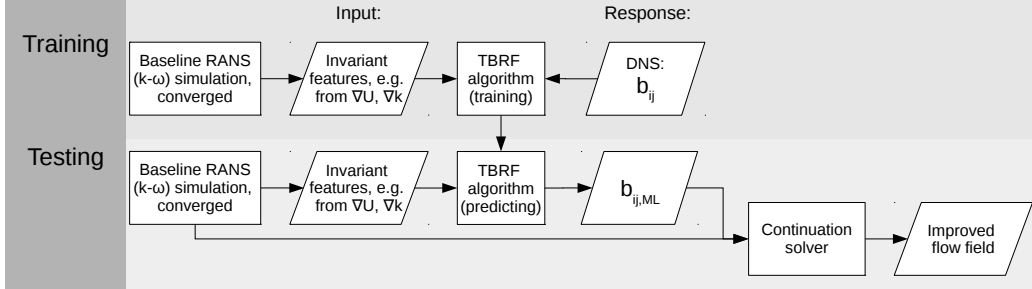 Input:
Response:
Training
Baseline RANS
(k-ω) simulation,
converged
Invariant
features, e.g.
from ∇U, ∇k
TBRF
algorithm
(training)
DNS:
b_ij
Testing
Baseline RANS
(k-ω) simulation,
converged
Invariant
features, e.g.
from ∇U, ∇k
TBRF
algorithm
(predicting)
b_ij,ML
Continuation
solver
Improved
flow field